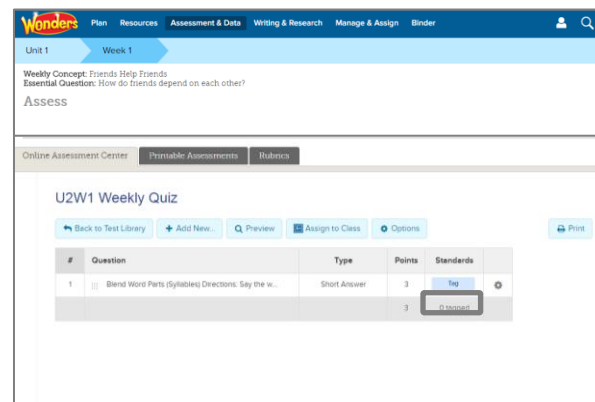 Wonders Plan Resources Assessment & Data Writing & Research Manage & Assign Binder
Unit 1 Week 1
Weekly Concept: Friends Help Friends
Essential Question: How do friends depend on each other?
Assess
Online Assessment Center Printable Assessments Rubrics
U2W1 Weekly Quiz
Back to Test Library + Add New... Preview Assign to Class Options Print
# Question Type Points Standards
1 Blend Word Parts (Syllables) Directions: Say the w... Short Answer 3 Tag
3 0 tagged